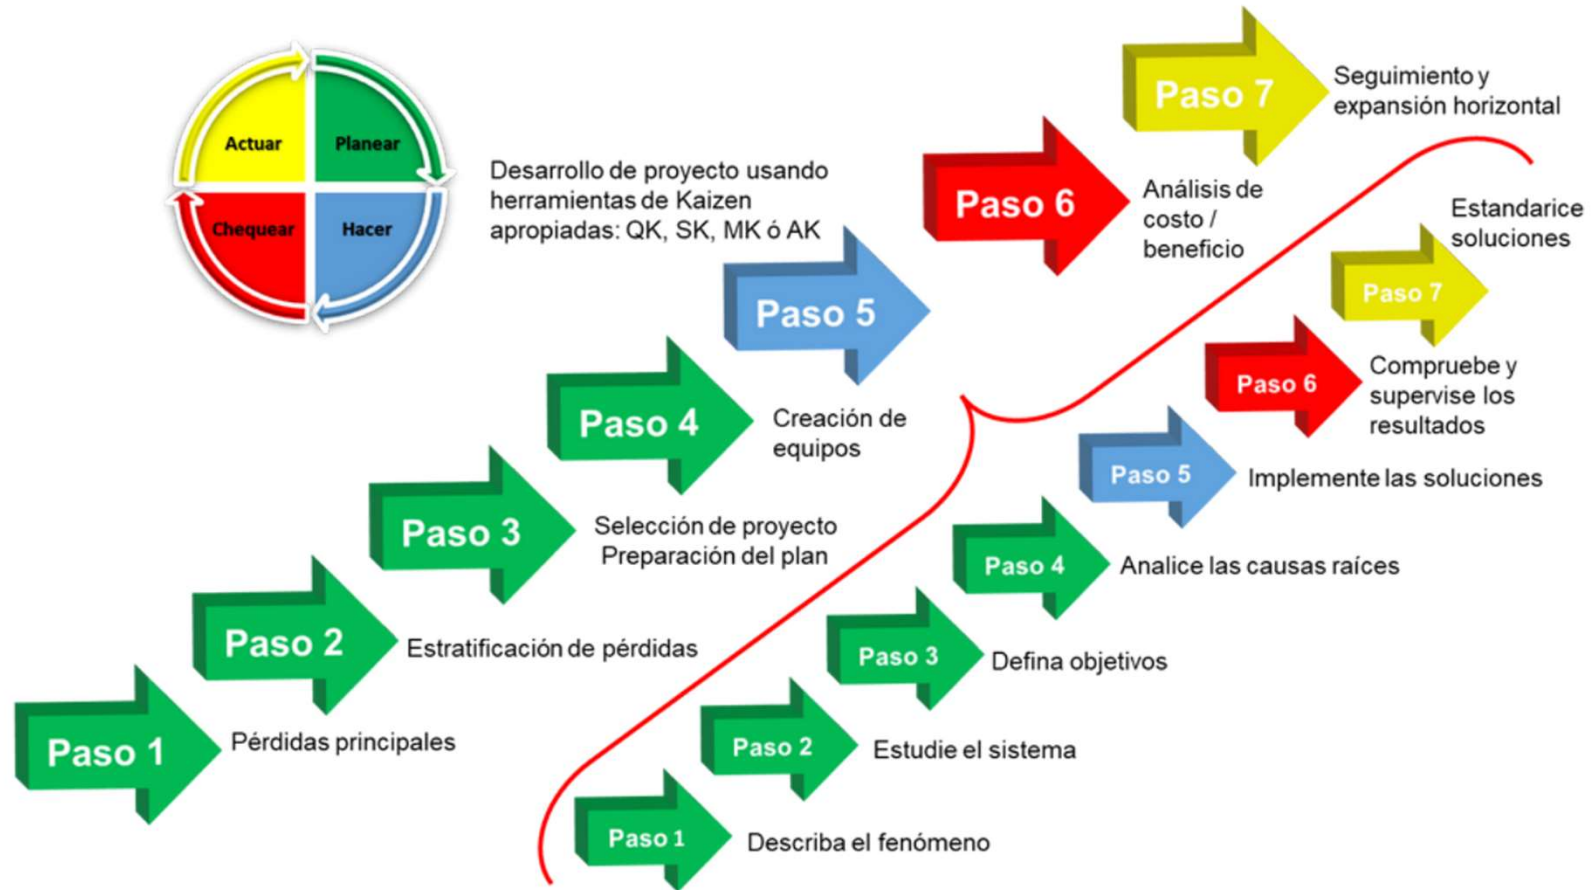 Actuar
Planear
Chequear
Hacer
Desarrollo de proyecto usando
herramientas de Kaizen
apropiadas: QK, SK, MK ó AK
Paso 1
Pérdidas principales
Paso 2
Estratificación de pérdidas
Paso 3
Selección de proyecto
Preparación del plan
Paso 4
Creación de
equipos
Paso 5
Paso 6
Análisis de
costo /
beneficio
Paso 7
Seguimiento y
expansión horizontal
Paso 1
Describa el fenómeno
Paso 2
Estudie el sistema
Paso 3
Defina objetivos
Paso 4
Analice las causas raíces
Paso 5
Implemente las soluciones
Paso 6
Compruebe y
supervise los
resultados
Paso 7
Estandarice
soluciones